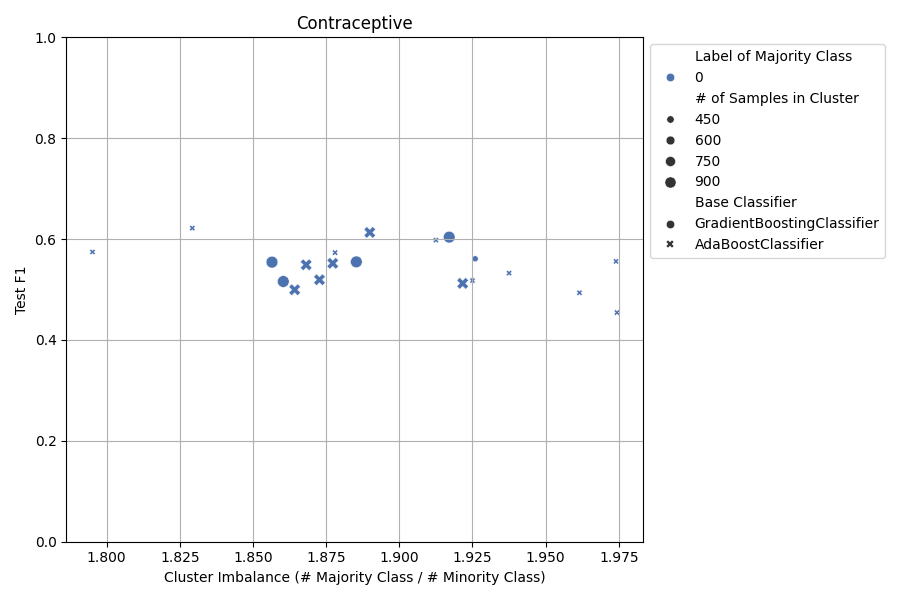 Contraceptive
1.0
0.8
0.6
0.4
0.2
0.0
Test F1
1.800
1.825
1.850
1.875
1.900
1.925
1.950
1.975
Cluster Imbalance (# Majority Class / # Minority Class)
Label of Majority Class
0
# of Samples in Cluster
450
600
750
900
Base Classifier
GradientBoostingClassifier
AdaBoostClassifier